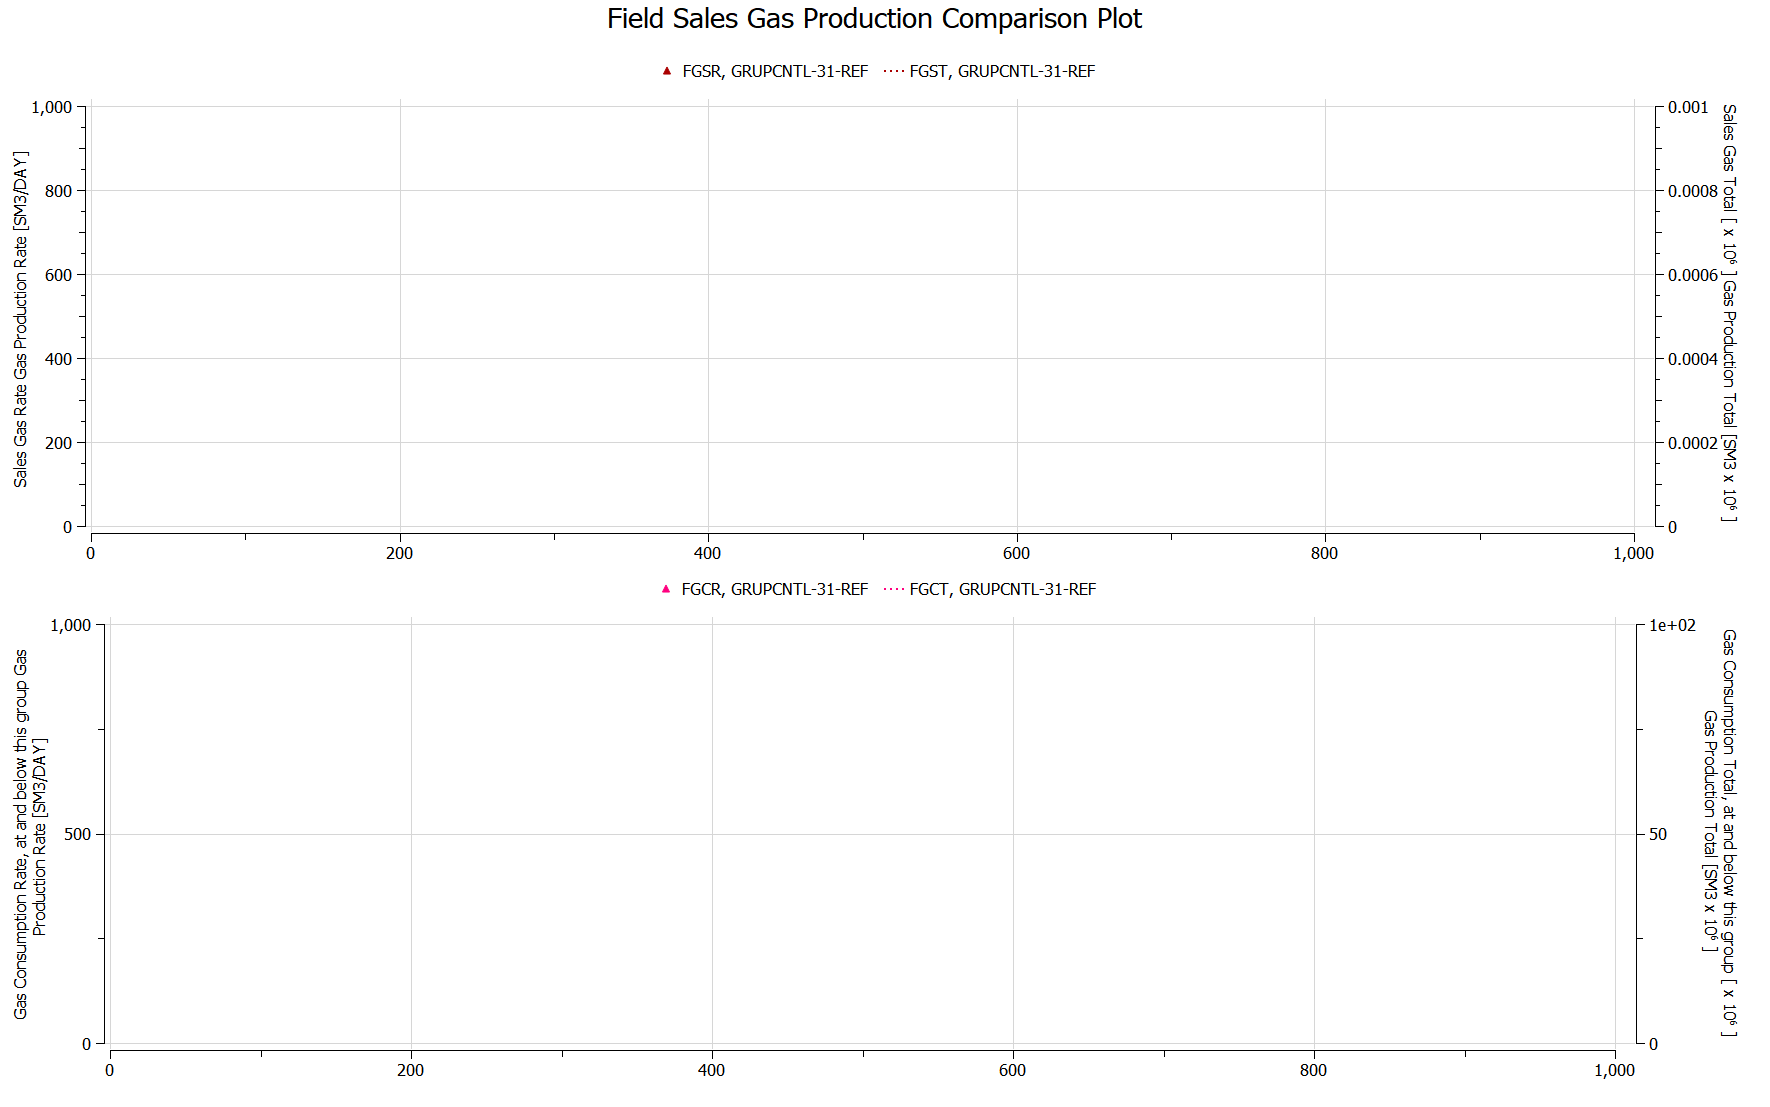 Field Sales Gas Production Comparison Plot
FGSR, GRUPCNTL-31-REF FGST, GRUPCNTL-31-REF
Sales Gas Rate Gas Production Rate [SM3/DAY]
1,000
800
600
400
200
0
0.001
0.0008
0.0006
0.0004
0.0002
0
Sales Gas Total [ x 10⁶ ] Gas Production Total [SM3 x 10⁶ ]
0 200 400 600 800 1,000
FGCR, GRUPCNTL-31-REF FGCT, GRUPCNTL-31-REF
Gas Consumption Rate, at and below this group Gas
Production Rate [SM3/DAY]
1,000
500
0
1e+02
50
0
Gas Consumption Total, at and below this group [ x 10⁶ ]
Gas Production Total [SM3 x 10⁶ ]
0 200 400 600 800 1,000